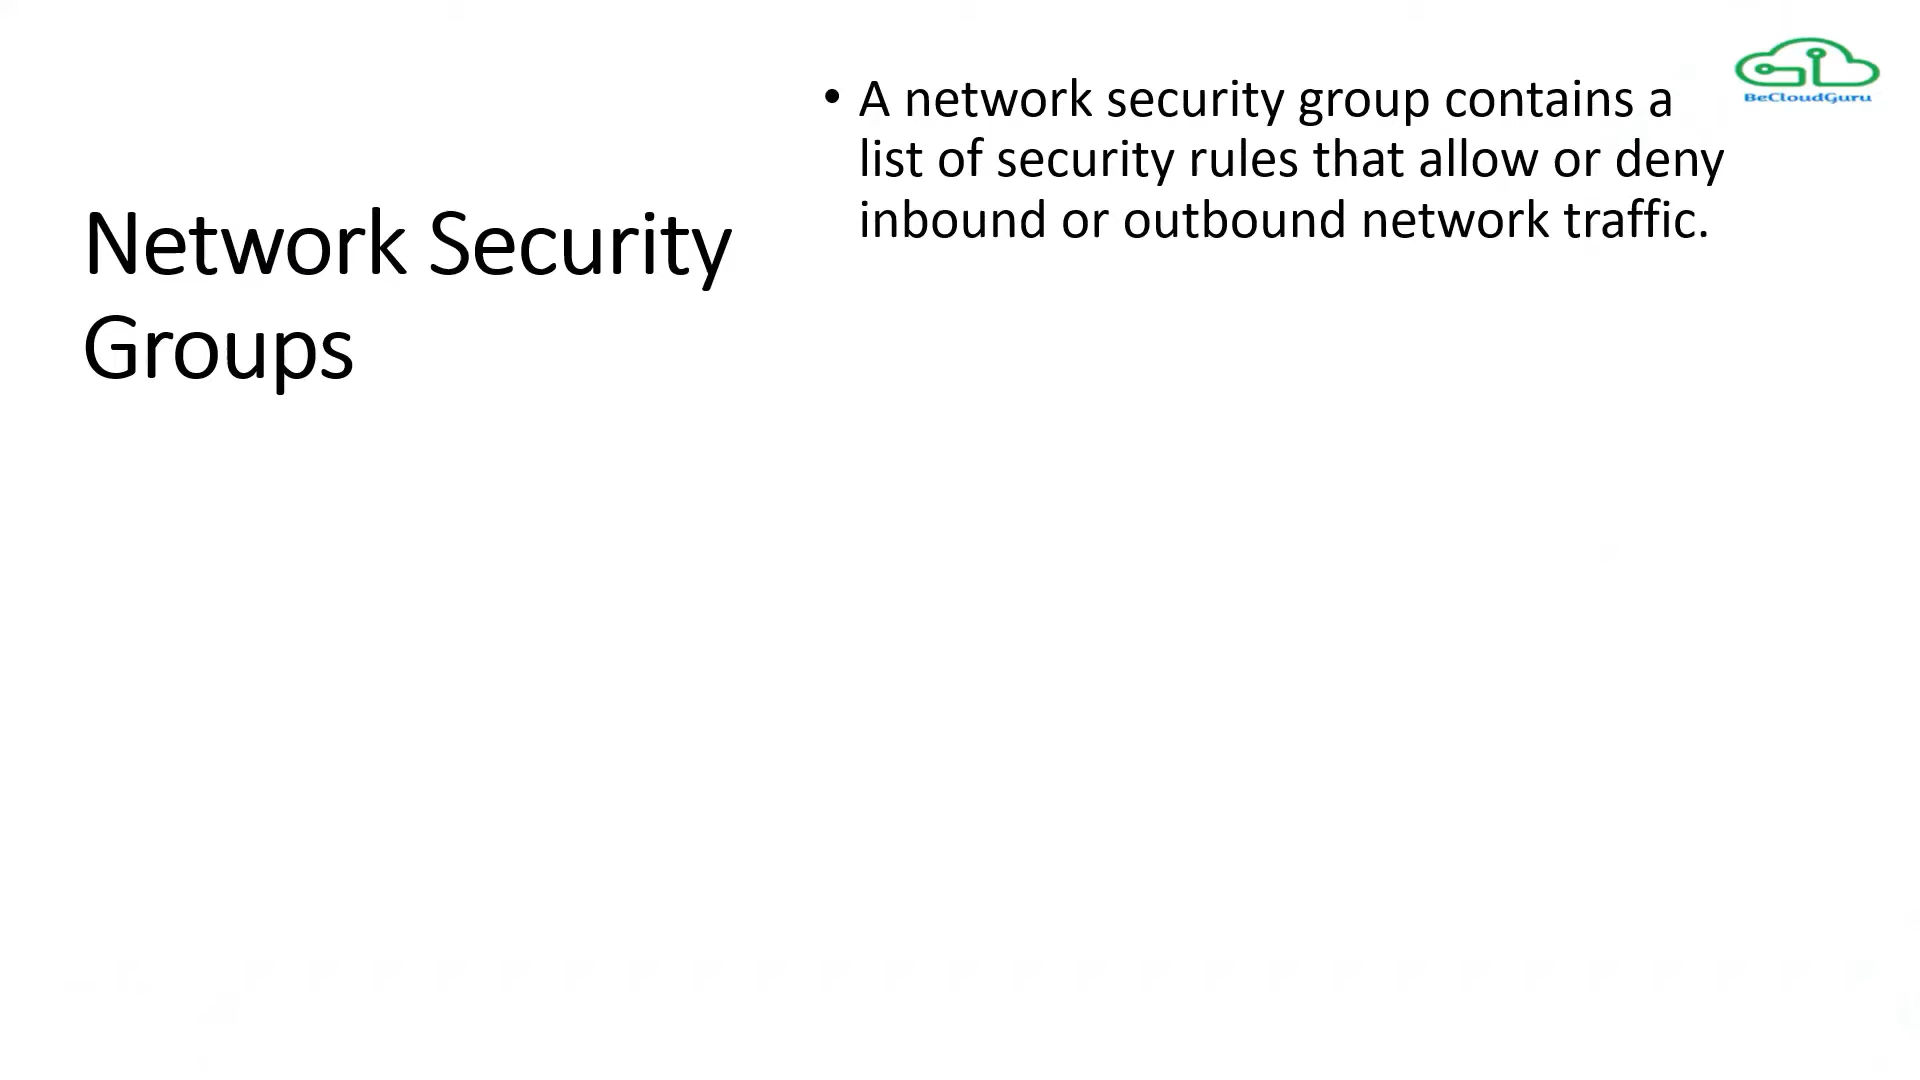 Network Security
Groups
• A network security group contains a
list of security rules that allow or deny
inbound or outbound network traffic.
BeCloudGuru